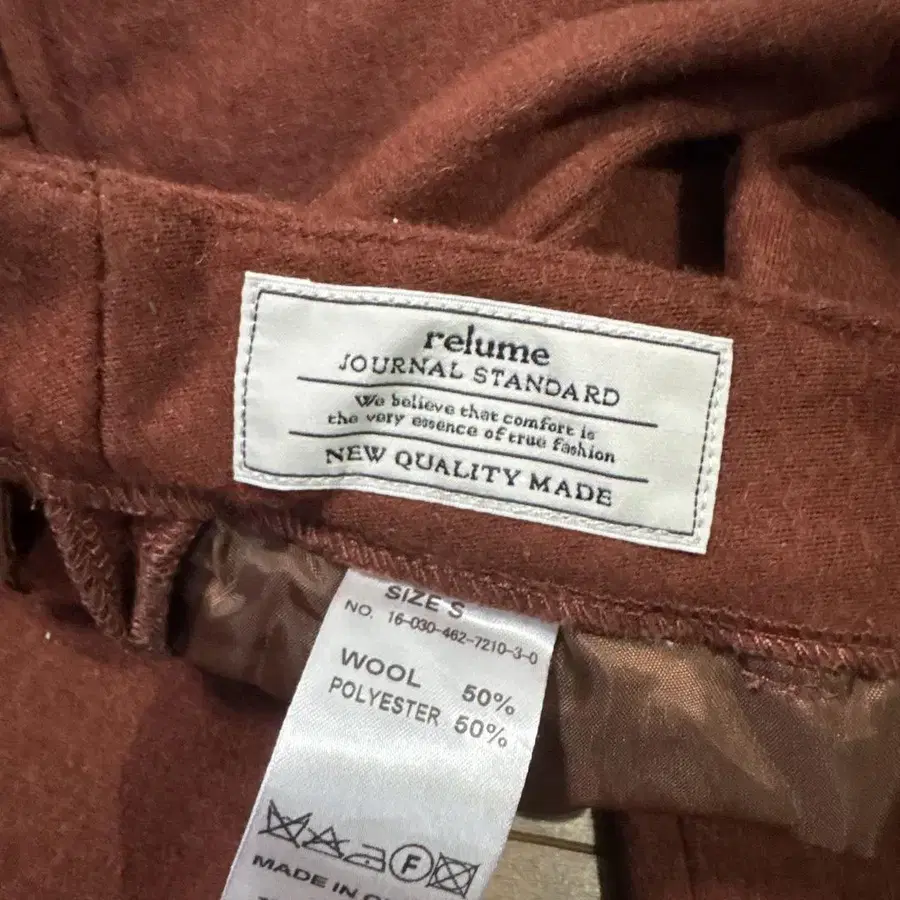 relume
JOURNAL STANDARD
We believe that comfort is
the very essence of true fashion
NEW QUALITY MADE
SIZE S
NO. 16-030-462-7210-3-0
WOOL 50%
POLYESTER 50%
F
MADE IN